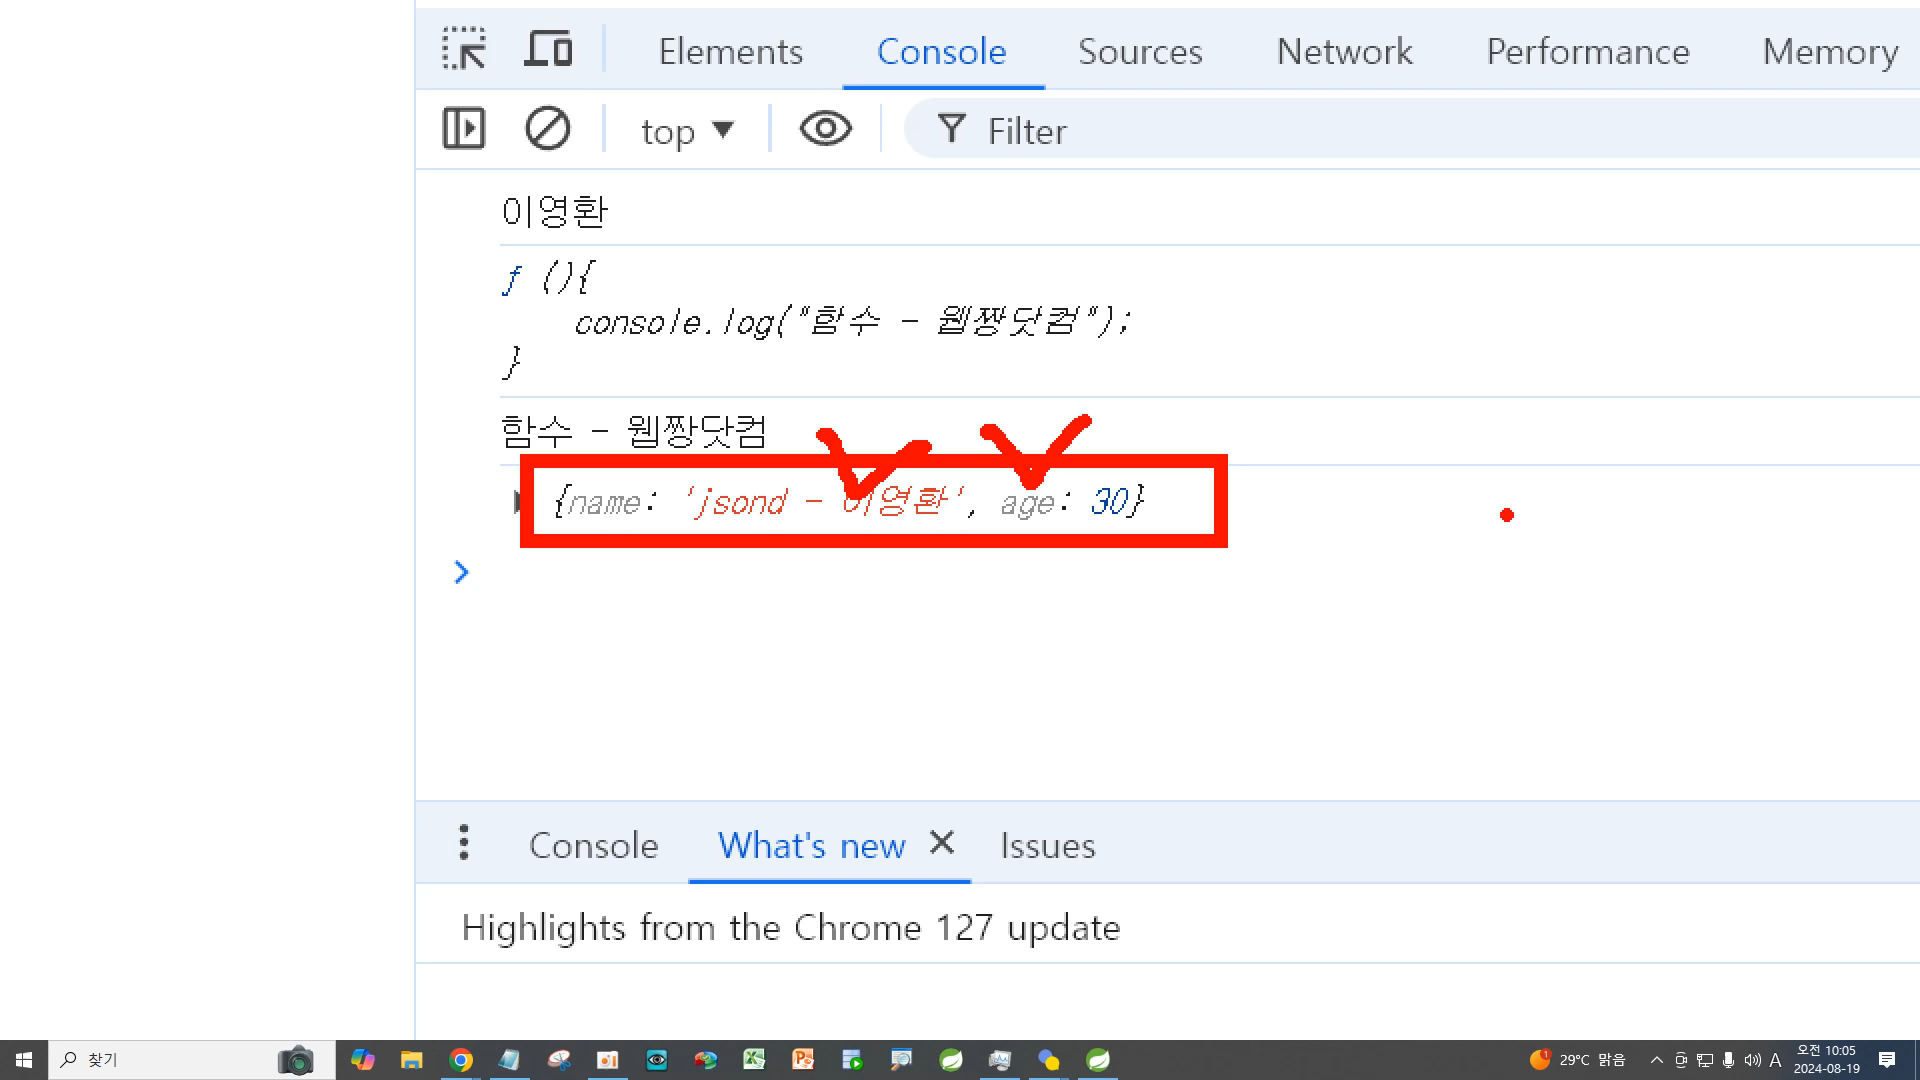 Elements Console Sources Network Performance Memory
top ▼ Filter
이영환
ƒ (){
console.log("함수 - 웹짱닷컴");
}
함수 - 웹짱닷컴
{name: 'jsond - 이영환', age: 30}
Console What's new Issues
Highlights from the Chrome 127 update
찾기
29°C 맑음
A
오전 10:05
2024-08-19